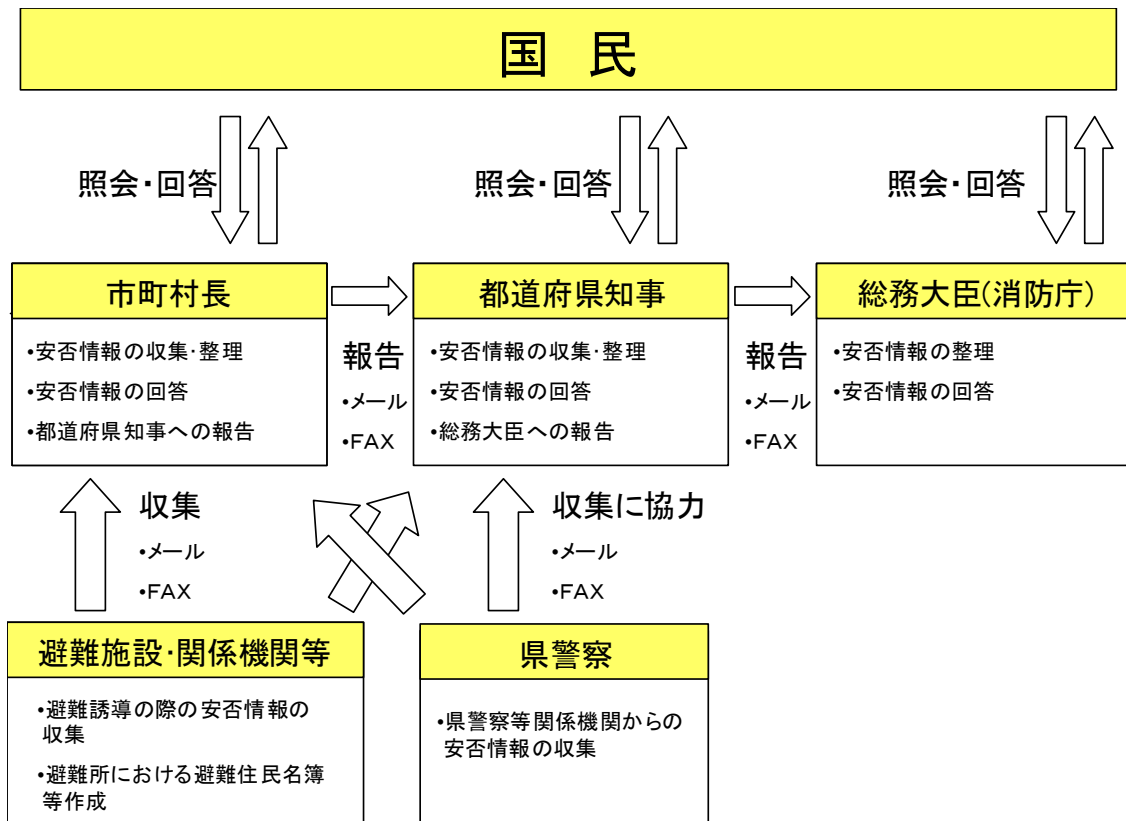 国　民
照会・回答
照会・回答
照会・回答
市町村長
・安否情報の収集・整理
・安否情報の回答
・都道府県知事への報告
報告
・メール
・FAX
都道府県知事
・安否情報の収集・整理
・安否情報の回答
・総務大臣への報告
報告
・メール
・FAX
総務大臣(消防庁)
・安否情報の整理
・安否情報の回答
収集
・メール
・FAX
収集に協力
・メール
・FAX
避難施設・関係機関等
・避難誘導の際の安否情報の
収集
・避難所における避難住民名簿
等作成
県警察
・県警察等関係機関からの
安否情報の収集